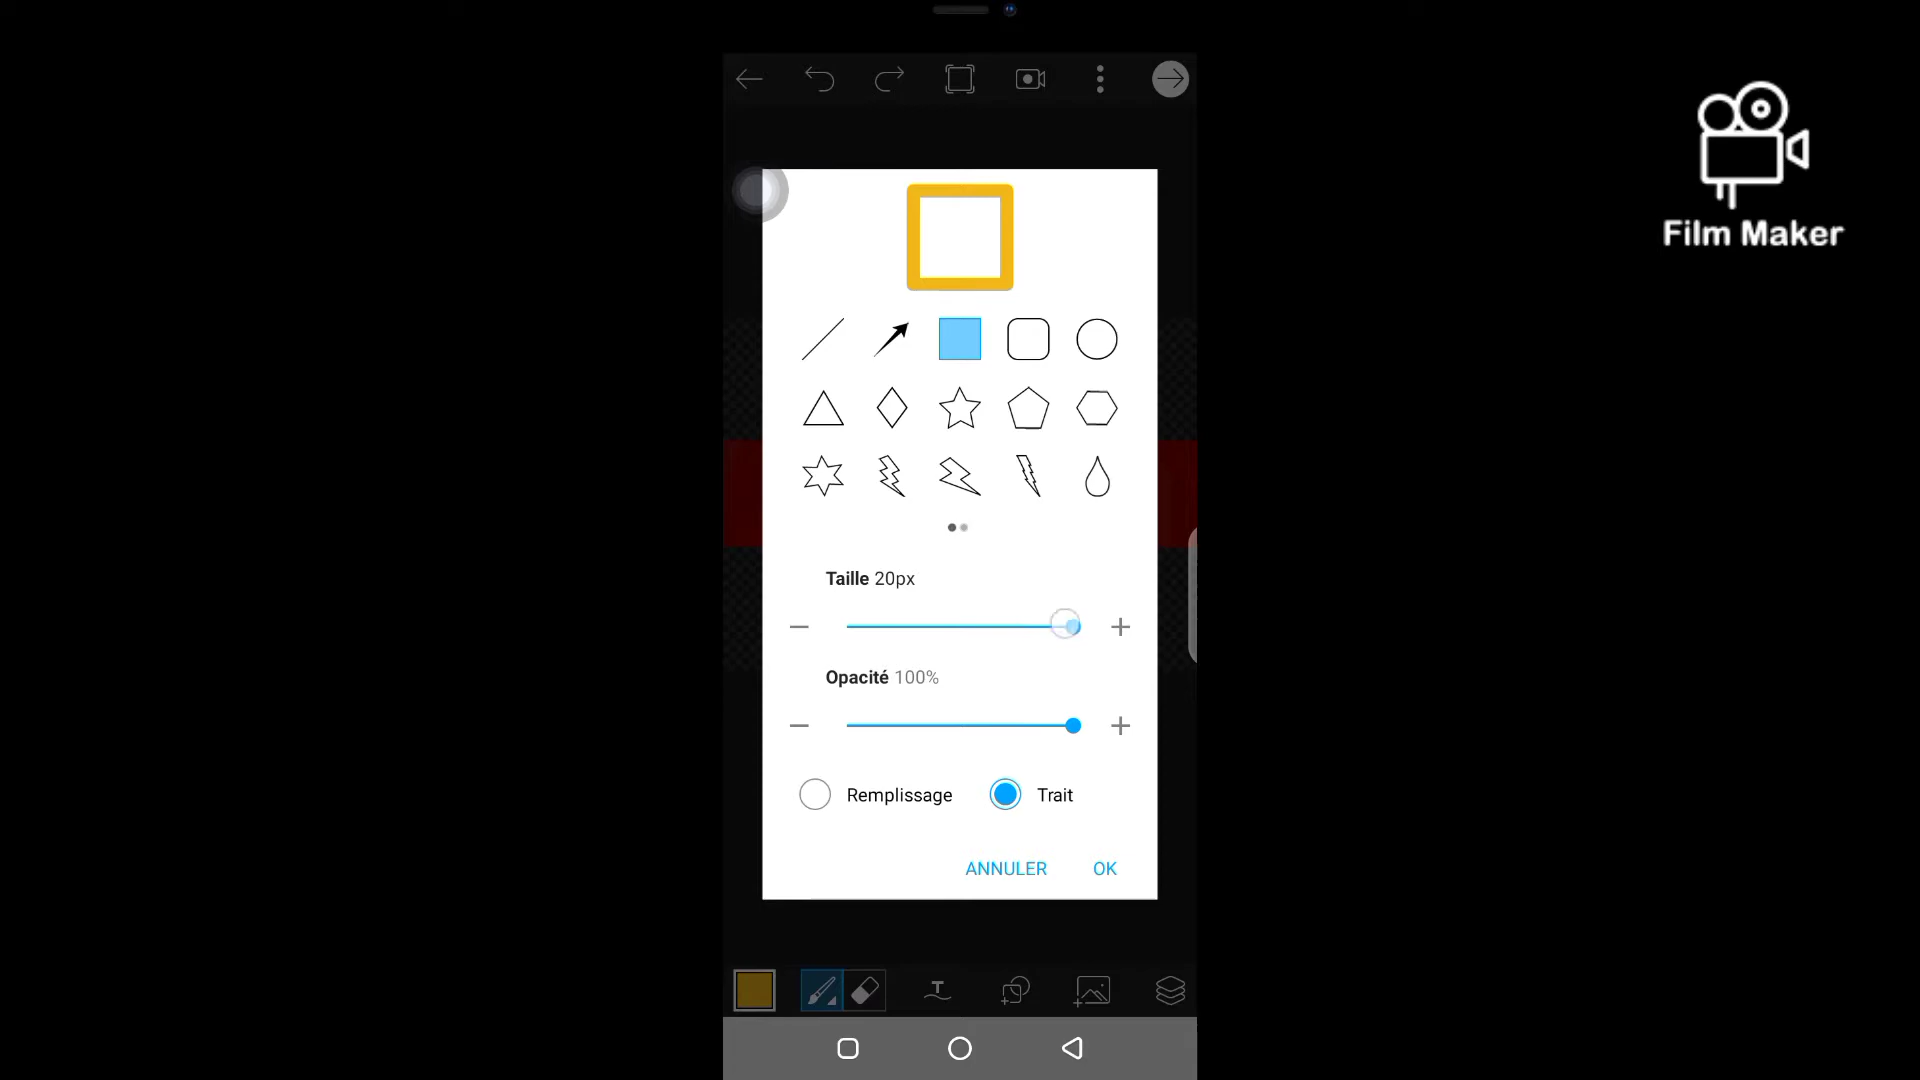 Film Maker
Taille 20px
Opacité 100%
Remplissage Trait
ANNULER OK
T